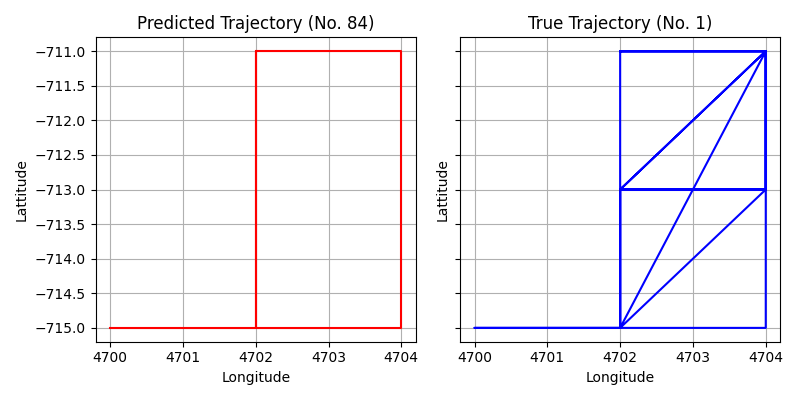 Predicted Trajectory (No. 84)
True Trajectory (No. 1)
−711.0
−711.5
−712.0
−712.5
−713.0
−713.5
−714.0
−714.5
−715.0
Lattitude
Lattitude
4700 4701 4702 4703 4704
4700 4701 4702 4703 4704
Longitude
Longitude